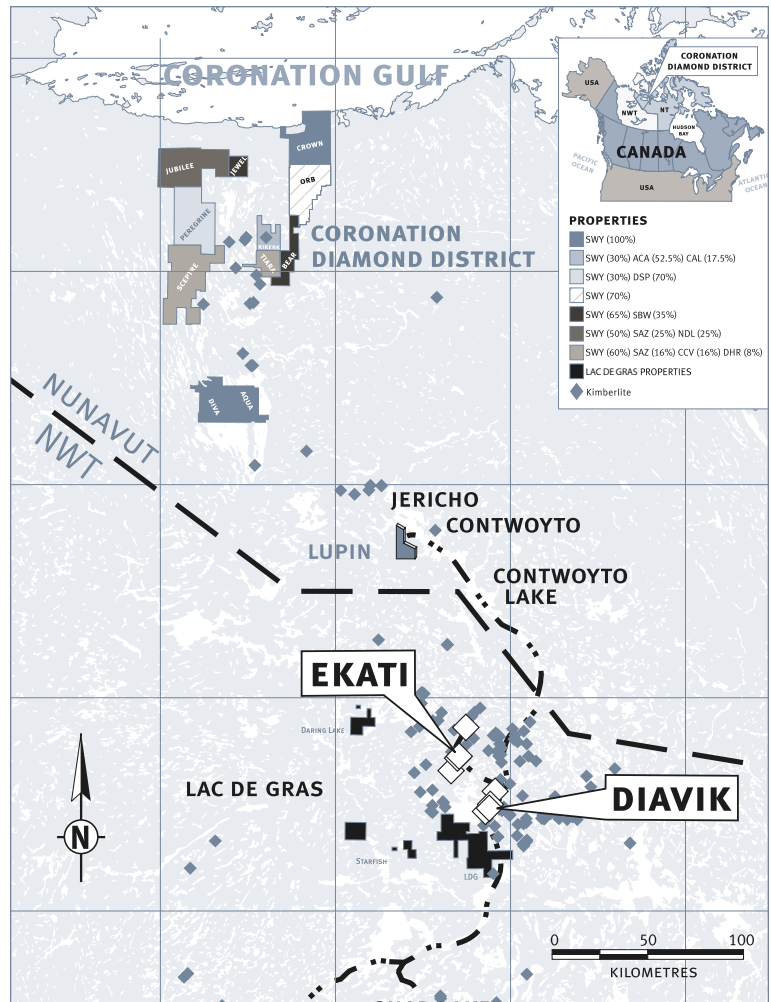 CORONATION GULF
CORONATION
DIAMOND DISTRICT
USA
NWT
NT
HUDSON
BAY
CANADA
PACIFIC
OCEAN
ATLANTIC
OCEAN
USA
CROWN
JUBILEE
JEWEL
ORB
PEREGRINE
KIKERK
TIARA
BEAR
SCEPTRE
CORONATION
DIAMOND DISTRICT
PROPERTIES
SWY (100%)
SWY (30%) ACA (52.5%) CAL (17.5%)
SWY (30%) DSP (70%)
SWY (70%)
SWY (65%) SBW (35%)
SWY (50%) SAZ (25%) NDL (25%)
SWY (60%) SAZ (16%) CCV (16%) DHR (8%)
LAC DE GRAS PROPERTIES
Kimberlite
DIVA
AQUA
NUNAVUT
NWT
JERICHO
CONTWOYTO
LUPIN
CONTWOYTO
LAKE
EKATI
DARING LAKE
LAC DE GRAS
DIAVIK
N
STARFISH
LDG
0 50 100
KILOMETRES